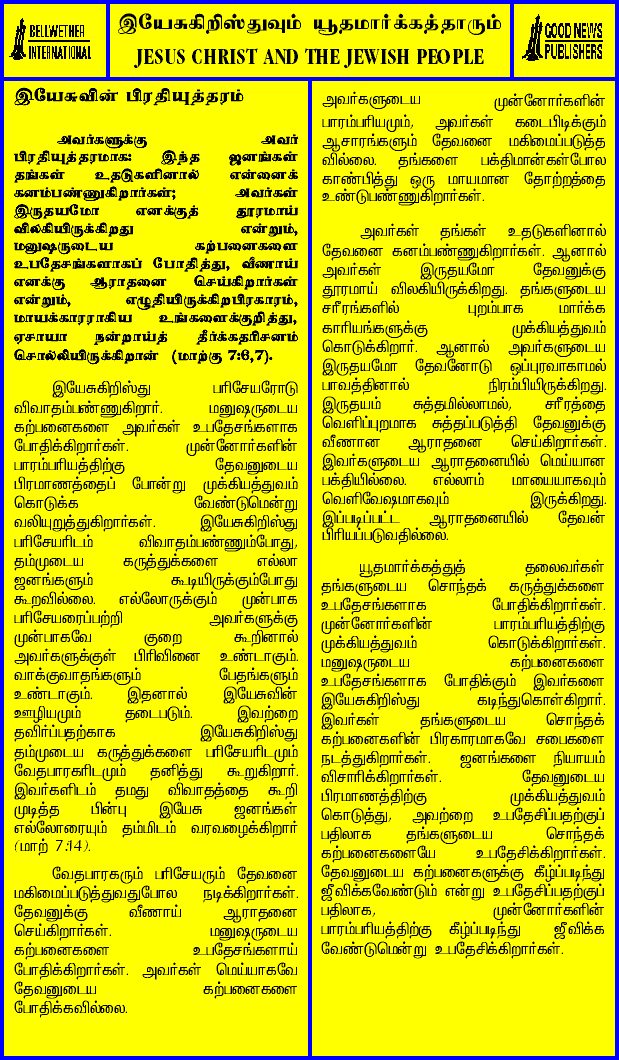 BELLWETHER
INTERNATIONAL
இயேசுகிறிஸ்துவும் யூதமார்க்கத்தாரும்
JESUS CHRIST AND THE JEWISH PEOPLE
GOOD NEWS
PUBLISHERS
இயேசுவின் பிரதியுத்தரம்
அவர்களுக்கு அவர்
பிரதியுத்தரமாக: இந்த ஜனங்கள்
தங்கள் உதடுகளினால் என்னைக்
கனம்பண்ணுகிறார்கள்; அவர்கள்
இருதயமோ எனக்குத் தூரமாய்
விலகியிருக்கிறது என்றும்,
மனுஷருடைய கற்பனைகளை
உபதேசங்களாகப் போதித்து, வீணாய்
எனக்கு ஆராதனை செய்கிறார்கள்
என்றும், எழுதியிருக்கிறபிரகாரம்,
மாயக்காரராகிய உங்களைக்குறித்து,
ஏசாயா நன்றாய்த் தீர்க்கதரிசனம்
சொல்லியிருக்கிறான் (மாற்கு 7:6,7).
இயேசுகிறிஸ்து பரிசேயரோடு
விவாதம்பண்ணுகிறார். மனுஷருடைய
கற்பனைகளை அவர்கள் உபதேசங்களாக
போதிக்கிறார்கள். முன்னோர்களின்
பாரம்பரியத்திற்கு தேவனுடைய
பிரமாணத்தைப் போன்று முக்கியத்துவம்
கொடுக்க வேண்டுமென்று
வலியுறுத்துகிறார்கள். இயேசுகிறிஸ்து
பரிசேயரிடம் விவாதம்பண்ணும்போது,
தம்முடைய கருத்துக்களை எல்லா
ஜனங்களும் கூடியிருக்கும்போது
கூறவில்லை. எல்லோருக்கும் முன்பாக
பரிசேயரைப்பற்றி அவர்களுக்கு
முன்பாகவே குறை கூறினால்
அவர்களுக்குள் பிரிவினை உண்டாகும்.
வாக்குவாதங்களும் பேதங்களும்
உண்டாகும். இதனால் இயேசுவின்
ஊழியமும் தடைபடும். இவற்றை
தவிர்ப்பதற்காக இயேசுகிறிஸ்து
தம்முடைய கருத்துக்களை பரிசேயரிடமும்
வேதபாரகரிடமும் தனித்து கூறுகிறார்.
இவர்களிடம் தமது விவாதத்தை கூறி
முடித்த பின்பு இயேசு ஜனங்கள்
எல்லோரையும் தம்மிடம் வரவழைக்கிறார்
(மாற் 7:14).
வேதபாரகரும் பரிசேயரும் தேவனை
மகிமைப்படுத்துவதுபோல நடிக்கிறார்கள்.
தேவனுக்கு வீணாய் ஆராதனை
செய்கிறார்கள். மனுஷருடைய
கற்பனைகளை உபதேசங்களாய்
போதிக்கிறார்கள். அவர்கள் மெய்யாகவே
தேவனுடைய கற்பனைகளை
போதிக்கவில்லை.
அவர்களுடைய முன்னோர்களின்
பாரம்பரியமும், அவர்கள் கடைபிடிக்கும்
ஆசாரங்களும் தேவனை மகிமைப்படுத்த
வில்லை. தங்களை பக்திமான்கள்போல
காண்பித்து ஒரு மாயமான தோற்றத்தை
உண்டுபண்ணுகிறார்கள்.
அவர்கள் தங்கள் உதடுகளினால்
தேவனை கனம்பண்ணுகிறார்கள். ஆனால்
அவர்கள் இருதயமோ தேவனுக்கு
தூரமாய் விலகியிருக்கிறது. தங்களுடைய
சரீரங்களில் புறம்பாக மார்க்க
காரியங்களுக்கு முக்கியத்துவம்
கொடுக்கிறார். ஆனால் அவர்களுடைய
இருதயமோ தேவனோடு ஒப்புரவாகாமல்
பாவத்தினால் நிரம்பியிருக்கிறது.
இருதயம் சுத்தமில்லாமல், சரீரத்தை
வெளிப்புறமாக சுத்தப்படுத்தி தேவனுக்கு
வீணான ஆராதனை செய்கிறார்கள்.
இவர்களுடைய ஆராதனையில் மெய்யான
பக்தியில்லை. எல்லாம் மாயையாகவும்
வெளிவேஷமாகவும் இருக்கிறது.
இப்படிப்பட்ட ஆராதனையில் தேவன்
பிரியப்படுவதில்லை.
யூதமார்க்கத்துத் தலைவர்கள்
தங்களுடைய சொந்தக் கருத்துக்களை
உபதேசங்களாக போதிக்கிறார்கள்.
முன்னோர்களின் பாரம்பரியத்திற்கு
முக்கியத்துவம் கொடுக்கிறார்கள்.
மனுஷருடைய கற்பனைகளை
உபதேசங்களாக போதிக்கும் இவர்களை
இயேசுகிறிஸ்து கடிந்துகொள்கிறார்.
இவர்கள் தங்களுடைய சொந்தக்
கற்பனைகளின் பிரகாரமாகவே சபைகளை
நடத்துகிறார்கள். ஜனங்களை நியாயம்
விசாரிக்கிறார்கள். தேவனுடைய
பிரமாணத்திற்கு முக்கியத்துவம்
கொடுத்து, அவற்றை உபதேசிப்பதற்குப்
பதிலாக தங்களுடைய சொந்தக்
கற்பனைகளையே உபதேசிக்கிறார்கள்.
தேவனுடைய கற்பனைகளுக்கு கீழ்ப்படிந்து
ஜீவிக்கவேண்டும் என்று உபதேசிப்பதற்குப்
பதிலாக, முன்னோர்களின்
பாரம்பரியத்திற்கு கீழ்ப்படிந்து ஜீவிக்க
வேண்டுமென்று உபதேசிக்கிறார்கள்.